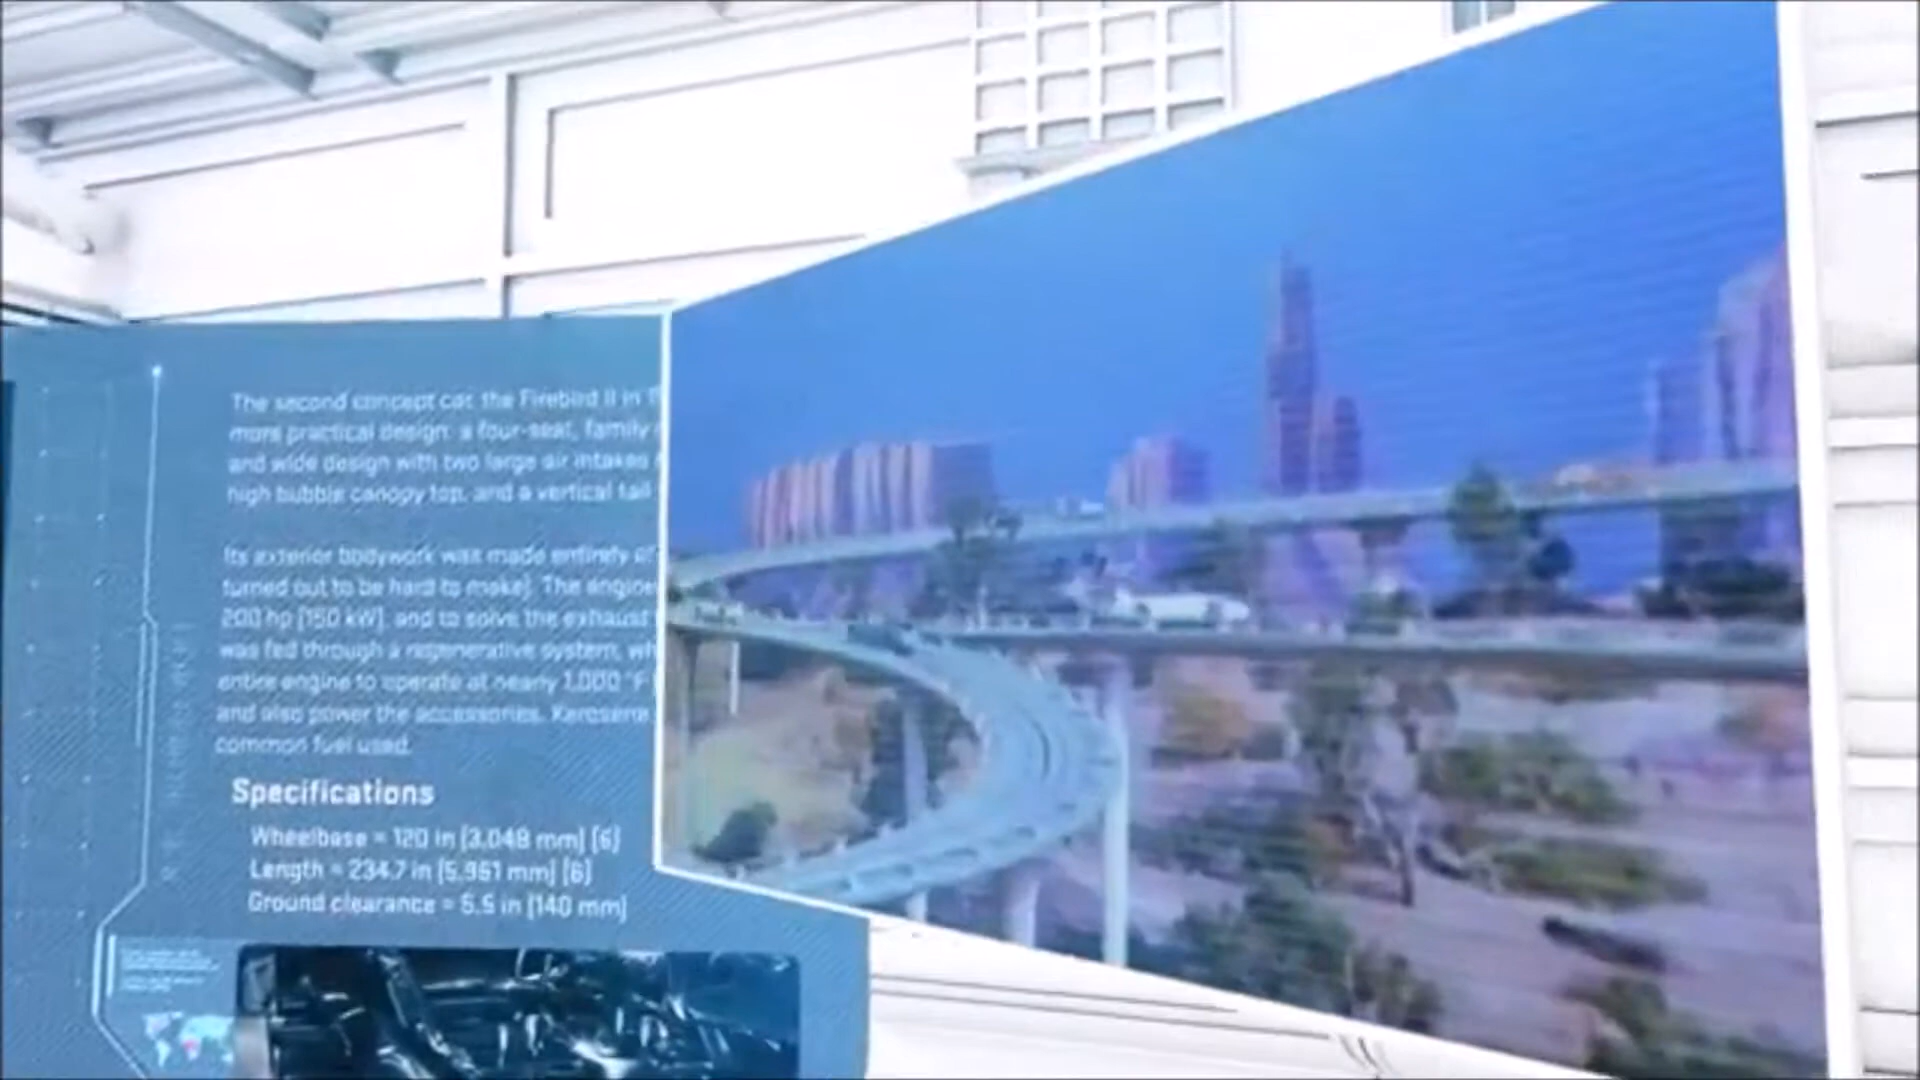 The second concept car, the Firebird II in
more practical design: a four-seat, family
and wide design with two large air intakes
high bubble canopy top, and a vertical tail
Its exterior bodywork was made entirely of
turned out to be hard to make]. The engine
200 hp [150 kW], and to solve the exhaust
was fed through a regenerative system, wh
entire engine to operate at nearly 1,000 °F
and also power the accessories. Kerosene
common fuel used.
Specifications
Wheelbase = 120 in [3,048 mm] [6]
Length = 234.7 in [5,961 mm] [6]
Ground clearance = 5.5 in [140 mm]